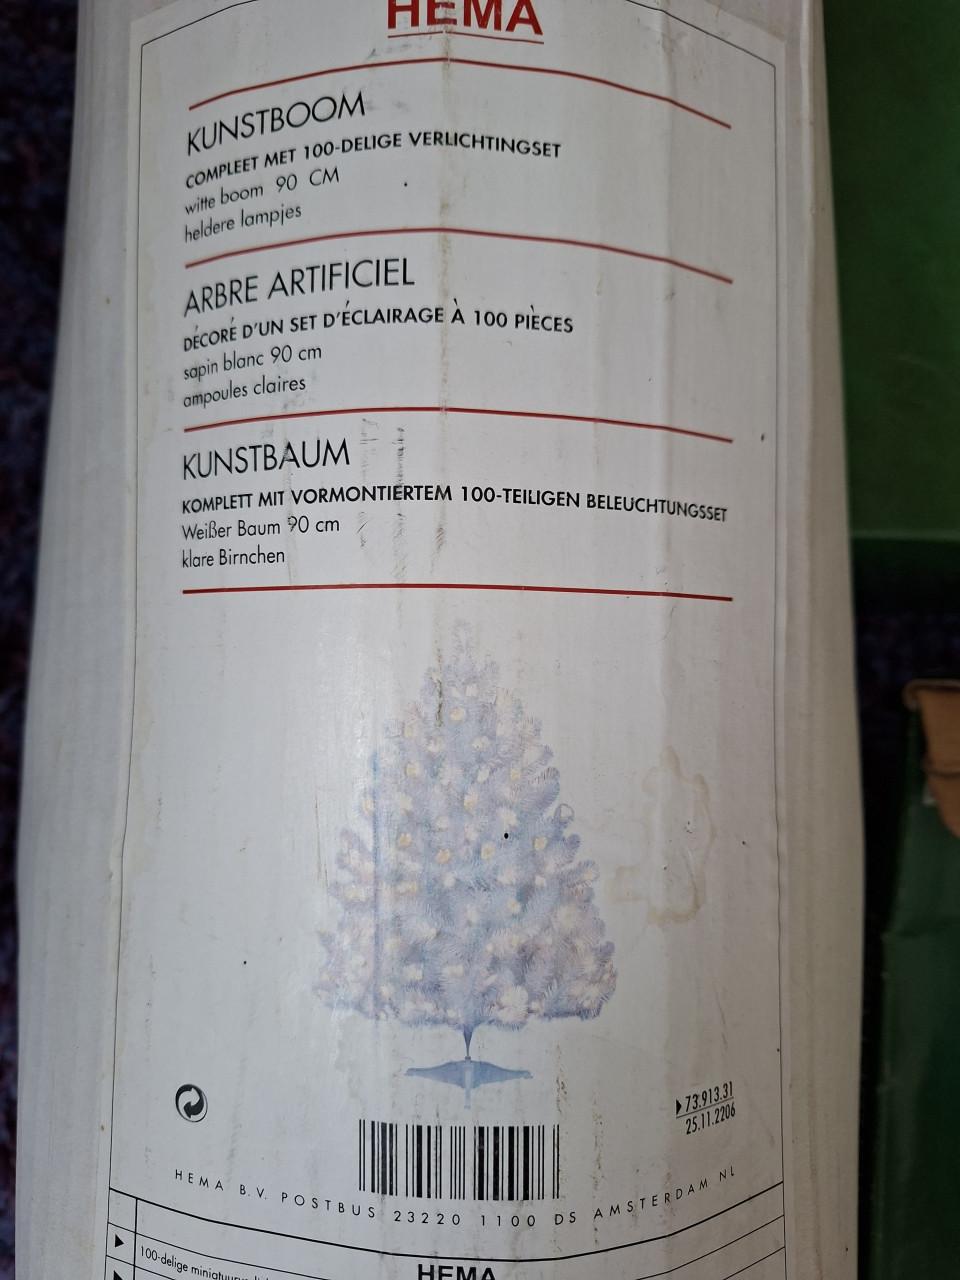 HEMA
KUNSTBOOM
COMPLEET MET 100-DELIGE VERLICHTINGSET
witte boom 90 CM
heldere lampjes
ARBRE ARTIFICIEL
DÉCORÉ D'UN SET D'ÉCLAIRAGE À 100 PIÈCES
sapin blanc 90 cm
ampoules claires
KUNSTBAUM
KOMPLETT MIT VORMONTIERTEM 100-TEILIGEN BELEUCHTUNGSSET
Weißer Baum 90 cm
klare Birnchen
73.913.31
25.11.2206
HEMA B.V. POSTBUS 23220 1100 DS AMSTERDAM NL
100-delige
HEMA